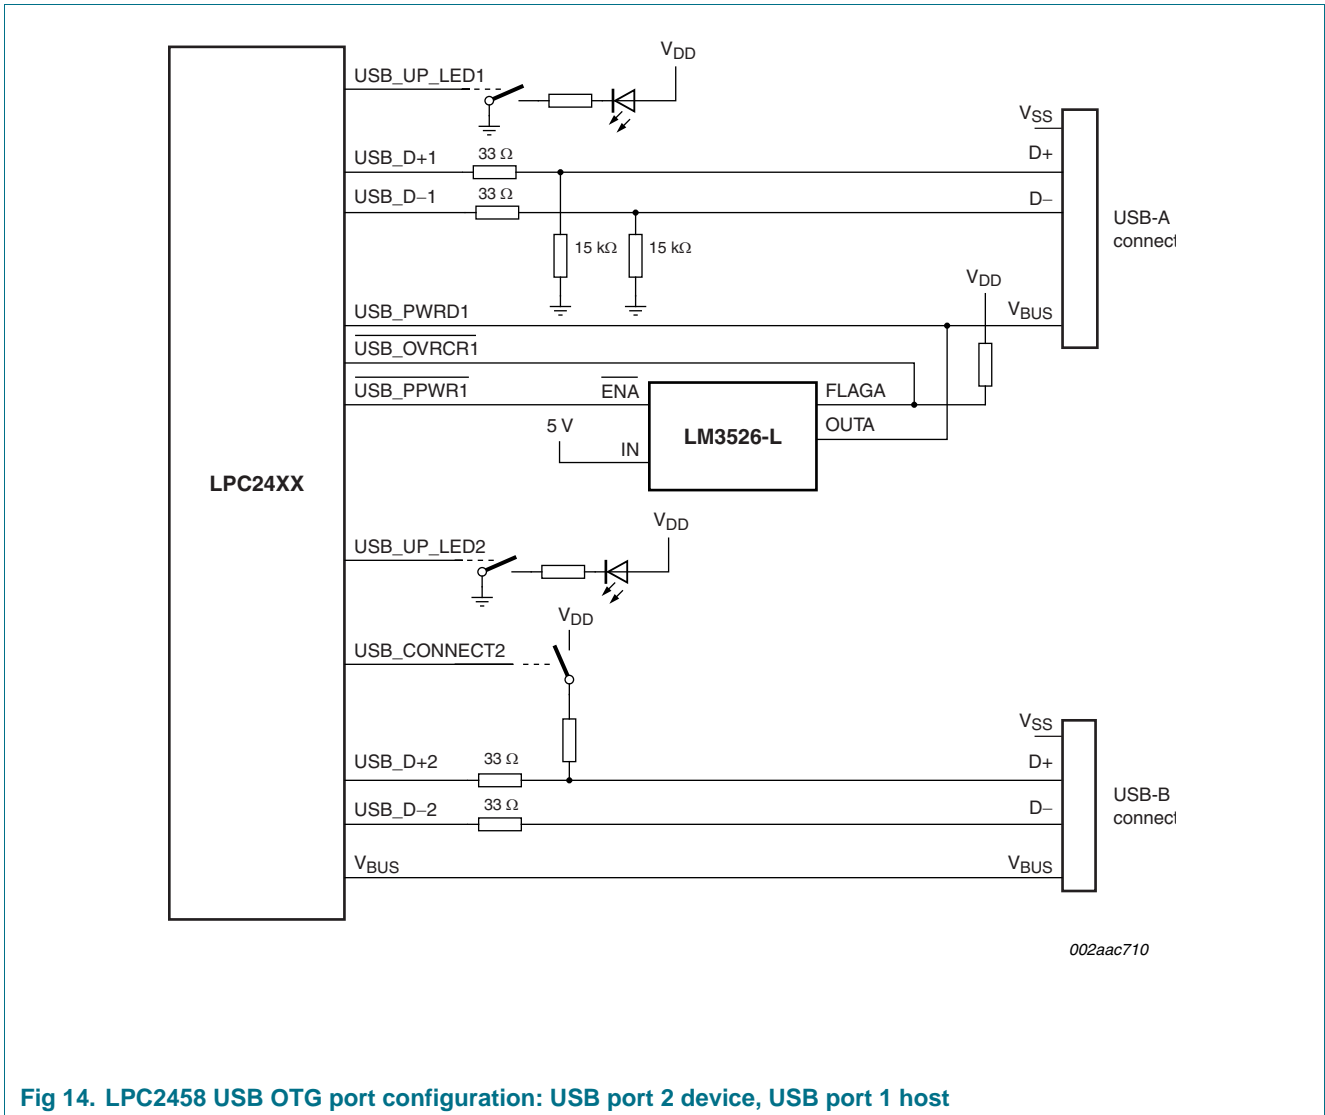 VDD
USB_UP_LED1
VSS
USB_D+1
33 Ω
D+
USB_D–1
33 Ω
D–
USB-A
connect
15 kΩ
15 kΩ
VDD
USB_PWRD1
VBUS
USB_OVRCR1
USB_PPWR1
ENA
FLAGA
5 V
OUTA
LM3526-L
IN
LPC24XX
VDD
USB_UP_LED2
VDD
USB_CONNECT2
VSS
USB_D+2
33 Ω
D+
USB_D–2
33 Ω
D–
USB-B
connect
VBUS
VBUS
002aac710
Fig 14. LPC2458 USB OTG port configuration: USB port 2 device, USB port 1 host